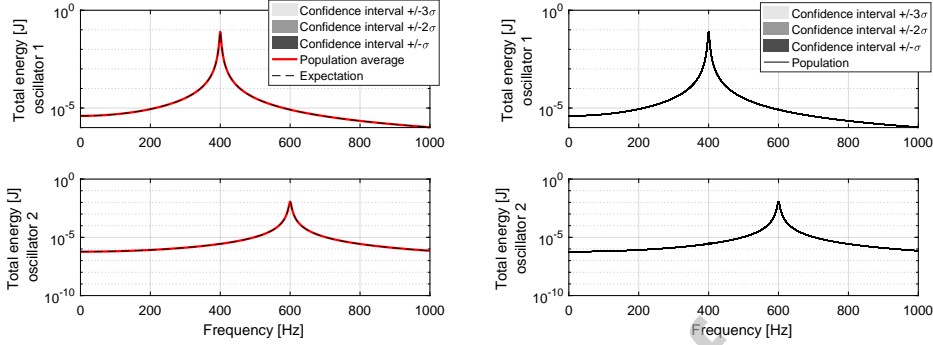 10^0
10^-5
Total energy [J]
oscillator 1
Confidence interval +/-3σ
Confidence interval +/-2σ
Confidence interval +/-σ
Population average
Expectation
0 200 400 600 800 1000
10^0
10^-5
Total energy [J]
oscillator 1
Confidence interval +/-3σ
Confidence interval +/-2σ
Confidence interval +/-σ
Population
0 200 400 600 800 1000
10^0
10^-5
10^-10
Total energy [J]
oscillator 2
0 200 400 600 800 1000
Frequency [Hz]
10^0
10^-5
10^-10
Total energy [J]
oscillator 2
0 200 400 600 800 1000
Frequency [Hz]